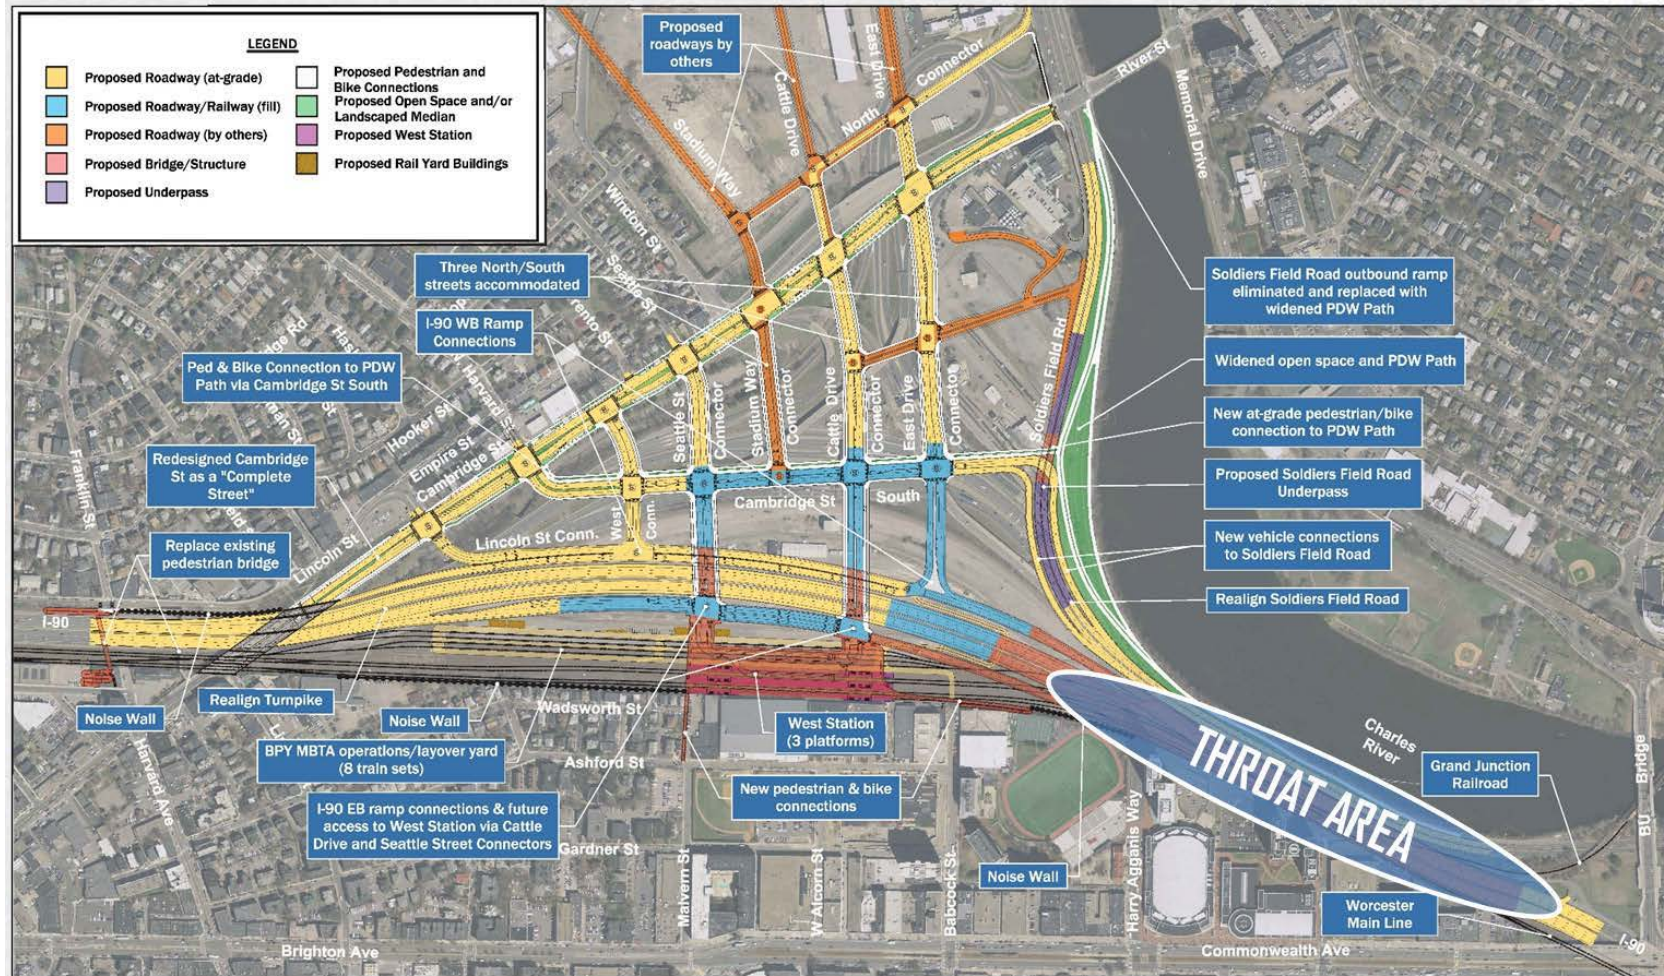 LEGEND
Proposed Roadway (at-grade)
Proposed Roadway/Railway (fill)
Proposed Roadway (by others)
Proposed Bridge/Structure
Proposed Underpass
Proposed Pedestrian and
Bike Connections
Proposed Open Space and/or
Landscaped Median
Proposed West Station
Proposed Rail Yard Buildings
Proposed
roadways by
others
East Drive
Connector
North
Cattle Drive
Stadium Way
River St
Memorial Drive
Windom St
Seattle St
Three North/South
streets accommodated
I-90 WB Ramp
Connections
Ped & Bike Connection to PDW
Path via Cambridge St South
Redesigned Cambridge
St as a "Complete
Street"
Replace existing
pedestrian bridge
Soldiers Field Road outbound ramp
eliminated and replaced with
widened PDW Path
Widened open space and PDW Path
New at-grade pedestrian/bike
connection to PDW Path
Proposed Soldiers Field Road
Underpass
New vehicle connections
to Soldiers Field Road
Realign Soldiers Field Road
Soldiers Field Rd
Harvard St
Hooker St
Empire St
Cambridge St
Franklin St
Lincoln St
Lincoln St Conn.
West
Conn.
Seattle St
Connector
Stadium Way
Connector
Cattle Drive
Connector
East Drive
Connector
Cambridge St
South
I-90
Noise Wall
Realign Turnpike
Noise Wall
Wadsworth St
BPY MBTA operations/layover yard
(8 train sets)
Ashford St
West Station
(3 platforms)
New pedestrian & bike
connections
I-90 EB ramp connections & future
access to West Station via Cattle
Drive and Seattle Street Connectors
Gardner St
Harvard Ave
Malvern St
W Alcorn St
Babcock St
Harry Agganis Way
Noise Wall
THROAT AREA
Charles
River
Grand Junction
Railroad
BU Bridge
Worcester
Main Line
I-90
Brighton Ave
Commonwealth Ave